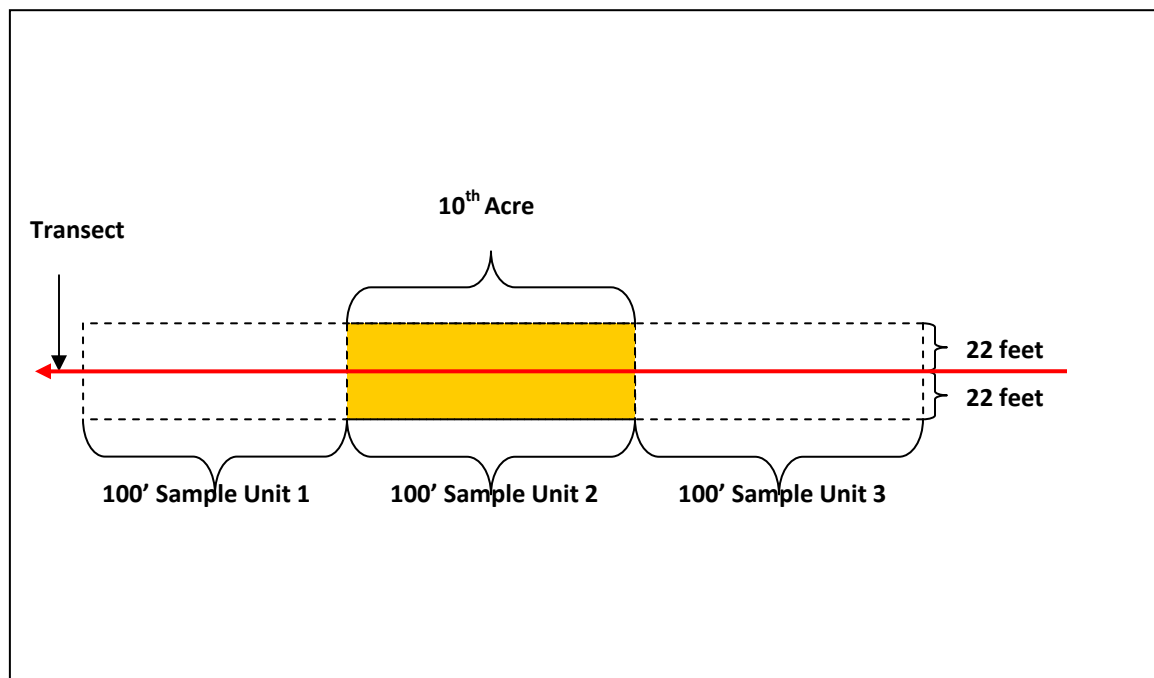 10th Acre
Transect
22 feet
22 feet
100’ Sample Unit 1
100’ Sample Unit 2
100’ Sample Unit 3